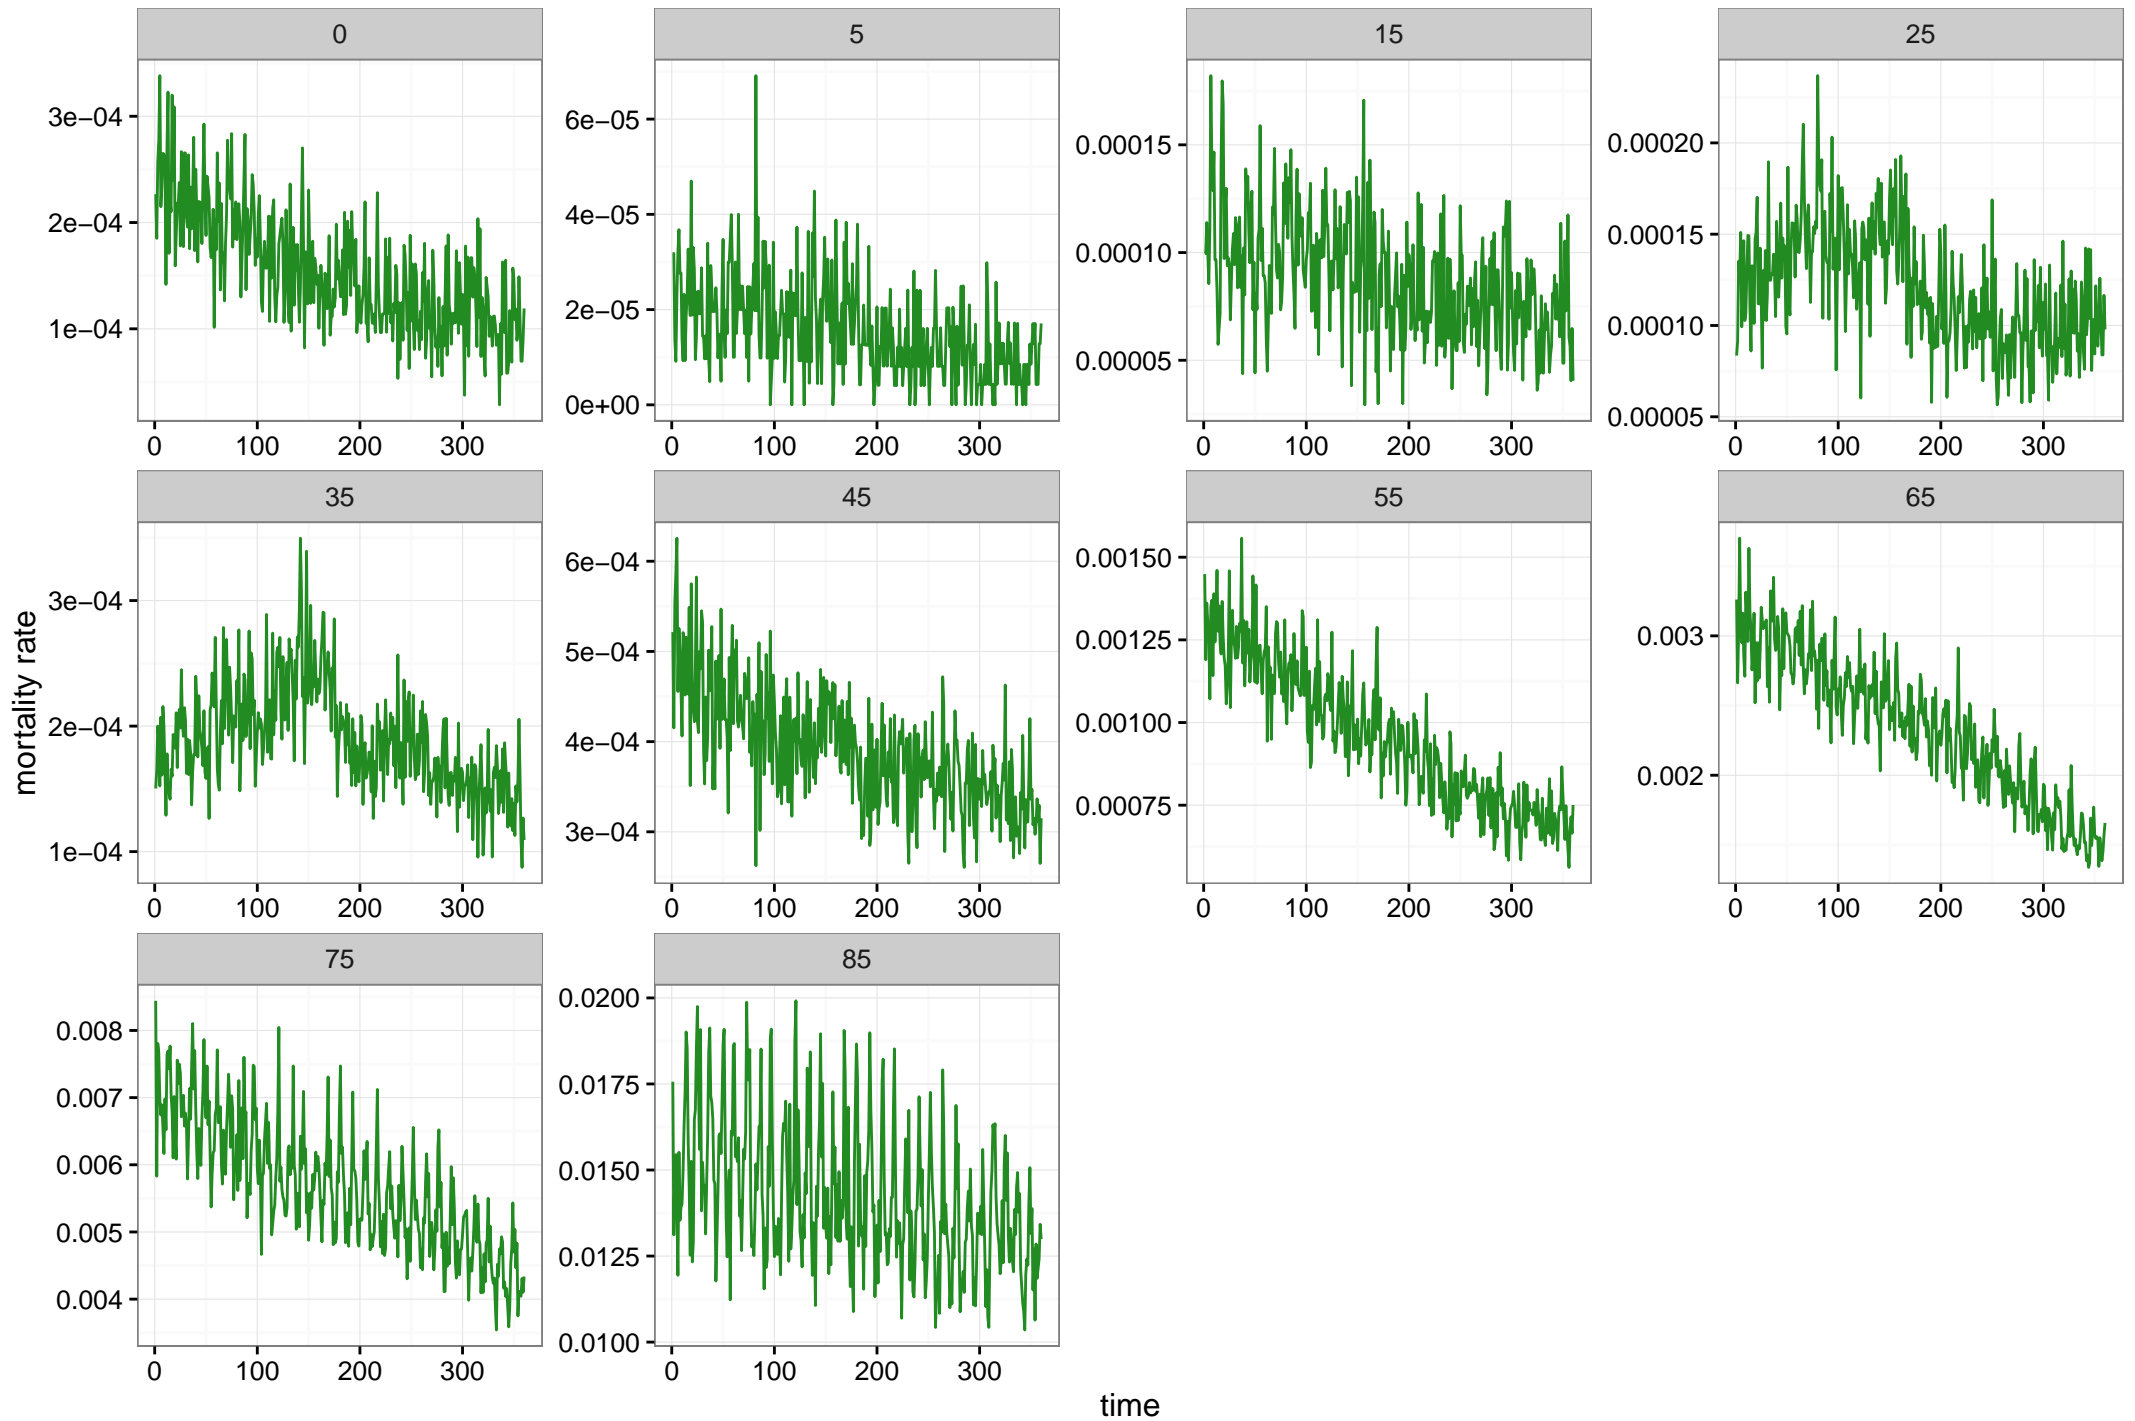 0 5 15 25
3e−04
2e−04
1e−04
6e−05
4e−05
2e−05
0e+00
0.00015
0.00010
0.00005
0.00020
0.00015
0.00010
0.00005
0 100 200 300 0 100 200 300 0 100 200 300 0 100 200 300
35 45 55 65
mortality rate
3e−04
2e−04
1e−04
6e−04
5e−04
4e−04
3e−04
0.00150
0.00125
0.00100
0.00075
0.003
0.002
0 100 200 300 0 100 200 300 0 100 200 300 0 100 200 300
75 85
0.008
0.007
0.006
0.005
0.004
0.0200
0.0175
0.0150
0.0125
0.0100
0 100 200 300 0 100 200 300
time